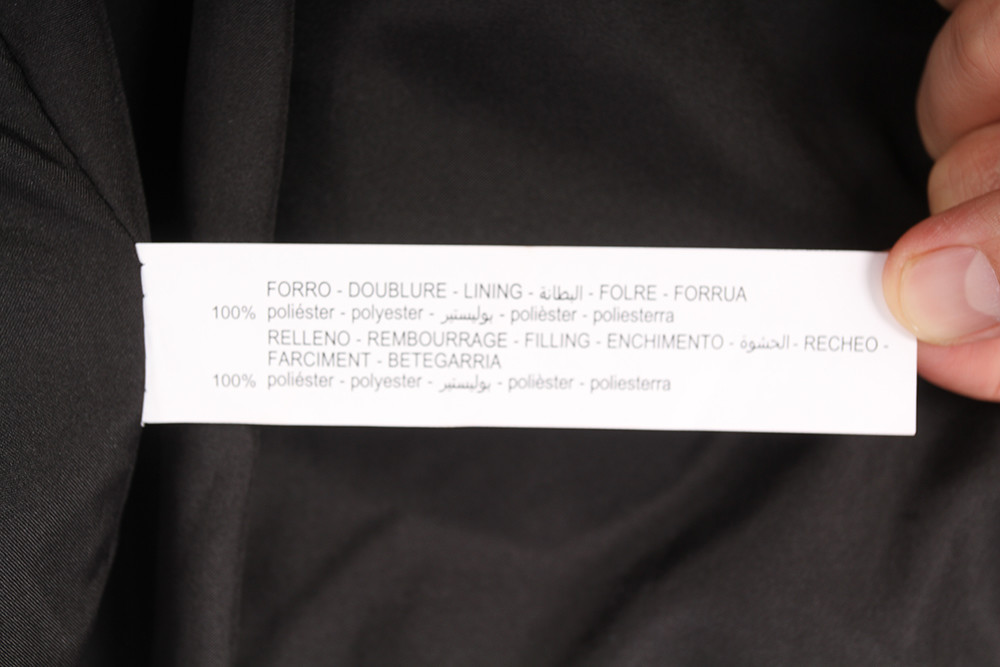 FORRO - DOUBLURE - LINING - البطانة - FOLRE - FORRUA
100% poliéster - polyester - بوليستير - polièster - poliesterra
RELLENO - REMBOURRAGE - FILLING - ENCHIMENTO - الحشوة - RECHEO -
FARCIMENT - BETEGARRIA
100% poliéster - polyester - بوليستير - polièster - poliesterra